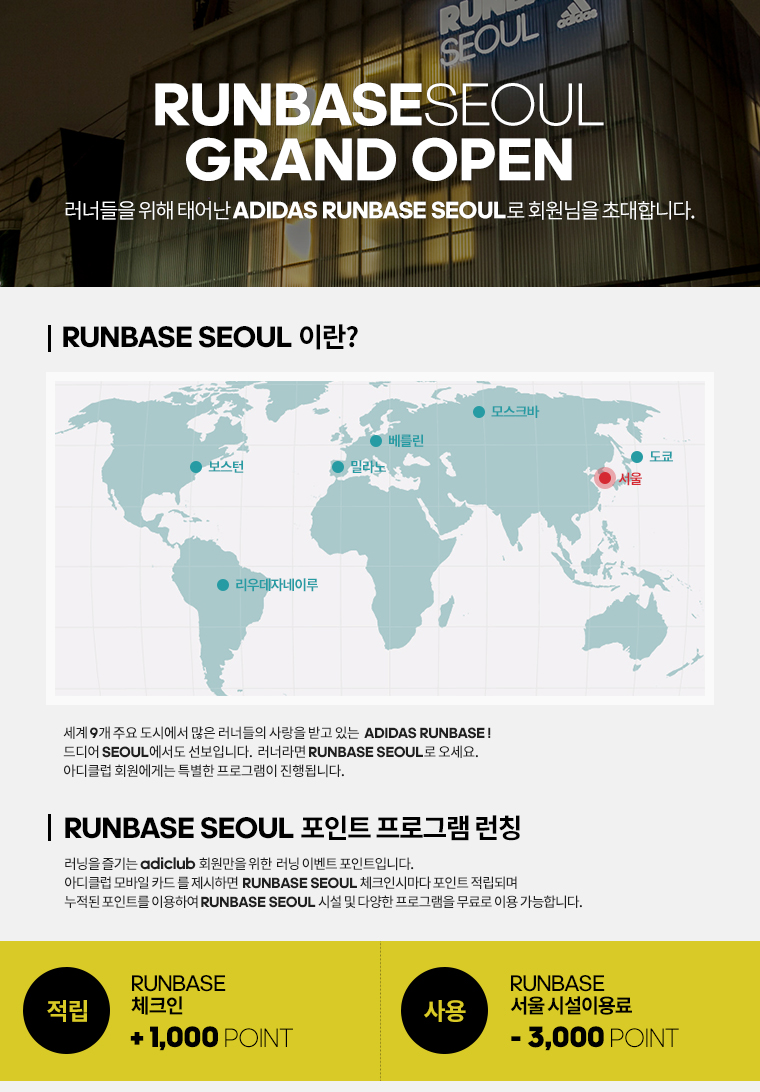 RUNBASE
SEOUL
adidas
RUNBASESEOUL
GRAND OPEN
러너들을 위해 태어난 ADIDAS RUNBASE SEOUL로 회원님을 초대합니다.
RUNBASE SEOUL 이란?
모스크바
베를린
도쿄
보스턴
밀라노
서울
리우데자네이루
세계 9개 주요 도시에서 많은 러너들의 사랑을 받고 있는 ADIDAS RUNBASE !
드디어 SEOUL에서도 선보입니다. 러너라면 RUNBASE SEOUL로 오세요.
아디클럽 회원에게는 특별한 프로그램이 진행됩니다.
RUNBASE SEOUL 포인트 프로그램 런칭
러닝을 즐기는 adiclub 회원만을 위한 러닝 이벤트 포인트입니다.
아디클럽 모바일 카드 를 제시하면 RUNBASE SEOUL 체크인시마다 포인트 적립되며
누적된 포인트를 이용하여 RUNBASE SEOUL 시설 및 다양한 프로그램을 무료로 이용 가능합니다.
적립
RUNBASE
체크인
+ 1,000 POINT
사용
RUNBASE
서울 시설이용료
- 3,000 POINT